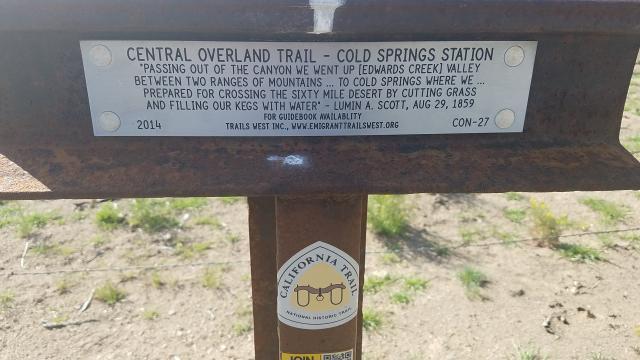 CENTRAL OVERLAND TRAIL - COLD SPRINGS STATION
"PASSING OUT OF THE CANYON WE WENT UP [EDWARDS CREEK] VALLEY
BETWEEN TWO RANGES OF MOUNTAINS ... TO COLD SPRINGS WHERE WE ...
PREPARED FOR CROSSING THE SIXTY MILE DESERT BY CUTTING GRASS
AND FILLING OUR KEGS WITH WATER" - LUMIN A. SCOTT, AUG 29, 1859
FOR GUIDEBOOK AVAILABLITY
2014 TRAILS WEST INC., WWW.EMIGRANTTRAILSWEST.ORG CON-27
CALIFORNIA TRAIL
NATIONAL HISTORIC TRAIL
JOIN